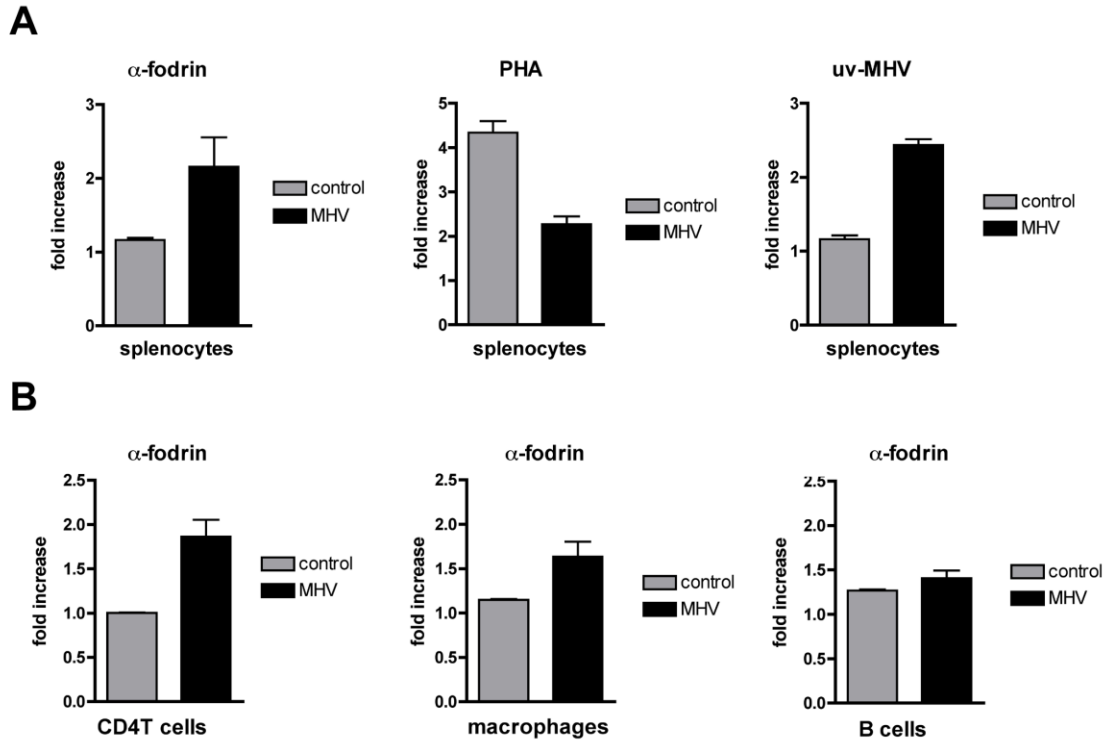 A
α-fodrin
3
2
1
0
fold increase
control
MHV
splenocytes
PHA
5
4
5
2
1
0
fold increase
control
MHV
splenocytes
uv-MHV
3
2
1
0
fold increase
control
MHV
splenocytes
B
α-fodrin
2.5
2.0
1.5
1.0
0.5
0.0
fold increase
control
MHV
CD4T cells
α-fodrin
2.5
2.0
1.5
1.0
0.5
0.0
fold increase
control
MHV
macrophages
α-fodrin
2.5
2.0
1.5
1.0
0.5
0.0
fold increase
control
MHV
B cells